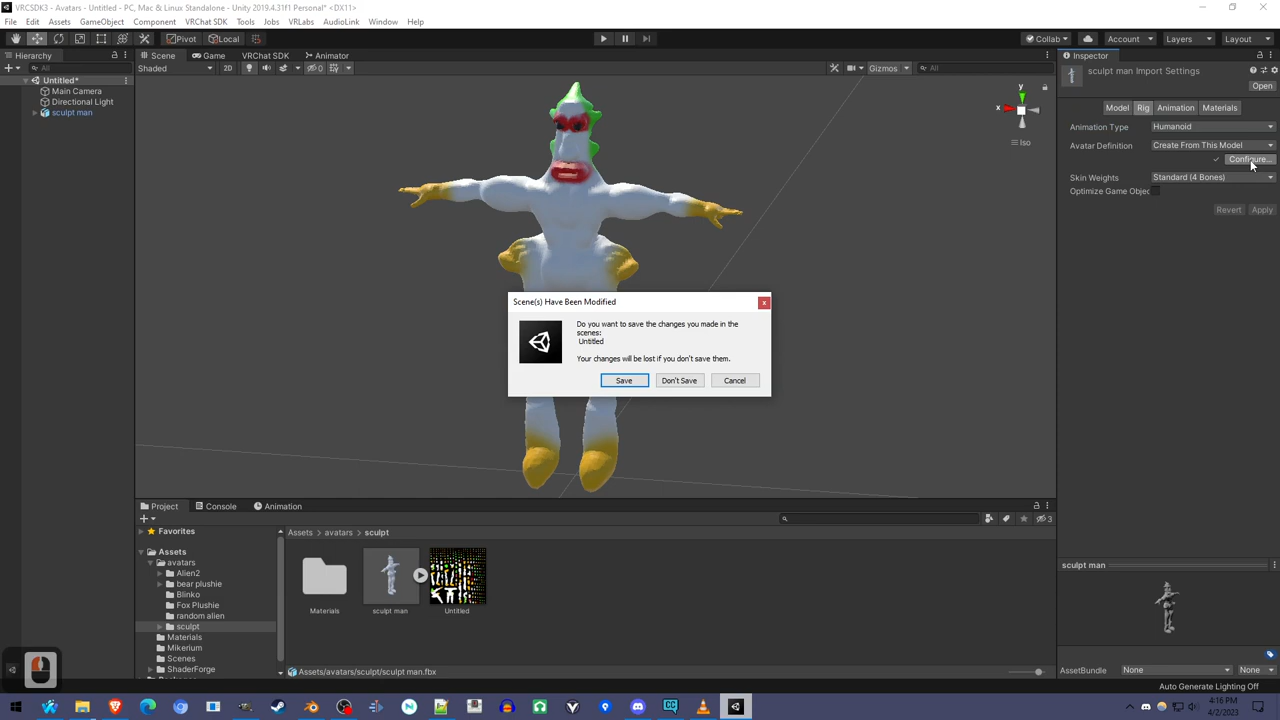 VRCSDK3 - Avatars - Untitled - PC, Mac & Linux Standalone - Unity 2019.4.31f1 Personal* <DX11>
File Edit Assets GameObject Component VRChat SDK Tools Jobs VRLabs AudioLink Window Help
Pivot Local Collab Account Layers Layout
Hierarchy Scene Game VRChat SDK Animator Inspector
All Shaded 2D 0 Gizmos All
sculpt man Import Settings
Open
Untitled*
Main Camera
Directional Light
sculpt man
y
x
Iso
Model Rig Animation Materials
Animation Type Humanoid
Avatar Definition Create From This Model
Configure...
Skin Weights Standard (4 Bones)
Optimize Game Objec
Revert Apply
Scene(s) Have Been Modified x
Do you want to save the changes you made in the
scenes:
Untitled
Your changes will be lost if you don't save them.
Save Don't Save Cancel
Project Console Animation
3
Favorites
Assets
avatars
Alien2
bear plushie
Blinko
Fox Plushie
random alien
sculpt
Materials
Mikerium
Scenes
ShaderForge
Assets > avatars > sculpt
Materials sculpt man Untitled
Assets/avatars/sculpt/sculpt man.fbx
sculpt man
AssetBundle None None
Auto Generate Lighting Off
4:16 PM
4/2/2023